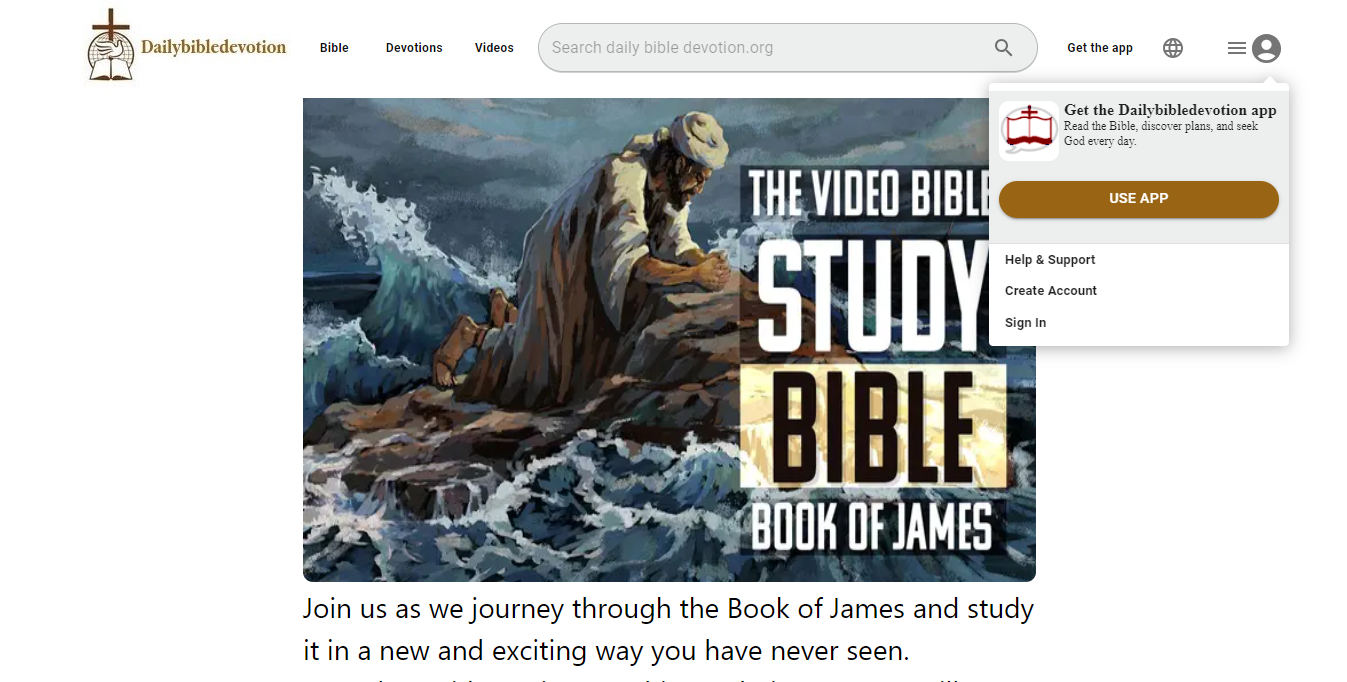 Dailybibledevotion
Bible
Devotions
Videos
Search daily bible devotion.org
Get the app
Get the Dailybibledevotion app
Read the Bible, discover plans, and seek
God every day.
USE APP
Help & Support
Create Account
Sign In
THE VIDEO BIBLE
STUDY
BIBLE
BOOK OF JAMES
Join us as we journey through the Book of James and study
it in a new and exciting way you have never seen.